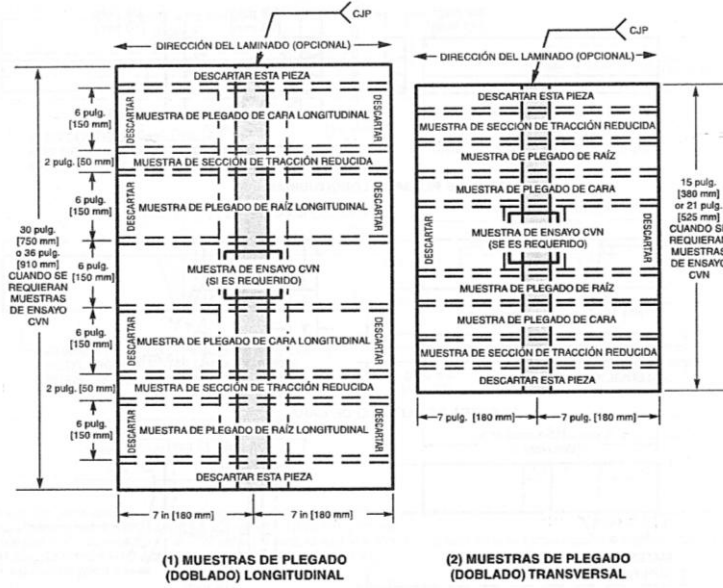 CJP
DIRECCIÓN DEL LAMINADO (OPCIONAL)
DESCARTAR ESTA PIEZA
6 pulg.
[150 mm]
DESCARTAR
MUESTRA DE PLEGADO DE CARA LONGITUDINAL
DESCARTAR
2 pulg. [50 mm]
MUESTRA DE SECCIÓN DE TRACCIÓN REDUCIDA
6 pulg.
[150 mm]
DESCARTAR
MUESTRA DE PLEGADO DE RAÍZ LONGITUDINAL
DESCARTAR
30 pulg.
[750 mm]
o 36 pulg.
[910 mm]
CUANDO SE
REQUIERAN
MUESTRAS
DE ENSAYO
CVN
6 pulg.
[150 mm]
MUESTRA DE ENSAYO CVN
(SI ES REQUERIDO)
6 pulg.
[150 mm]
DESCARTAR
MUESTRA DE PLEGADO DE CARA LONGITUDINAL
DESCARTAR
2 pulg. [50 mm]
MUESTRA DE SECCIÓN DE TRACCIÓN REDUCIDA
6 pulg.
[150 mm]
DESCARTAR
MUESTRA DE PLEGADO DE RAÍZ LONGITUDINAL
DESCARTAR
DESCARTAR ESTA PIEZA
7 in [180 mm]
7 in [180 mm]
(1) MUESTRAS DE PLEGADO
(DOBLADO) LONGITUDINAL
CJP
DIRECCIÓN DEL LAMINADO (OPCIONAL)
DESCARTAR ESTA PIEZA
MUESTRA DE SECCIÓN DE TRACCIÓN REDUCIDA
MUESTRA DE PLEGADO DE RAÍZ
MUESTRA DE PLEGADO DE CARA
DESCARTAR
MUESTRA DE ENSAYO CVN
(SE ES REQUERIDO)
DESCARTAR
MUESTRA DE PLEGADO DE RAÍZ
MUESTRA DE PLEGADO DE CARA
MUESTRA DE SECCIÓN DE TRACCIÓN REDUCIDA
DESCARTAR ESTA PIEZA
15 pulg.
[380 mm]
or 21 pulg.
[525 mm]
CUANDO SE
REQUIERAN
MUESTRAS
DE ENSAYO
CVN
7 pulg. [180 mm]
7 pulg. [180 mm]
(2) MUESTRAS DE PLEGADO
(DOBLADO) TRANSVERSAL